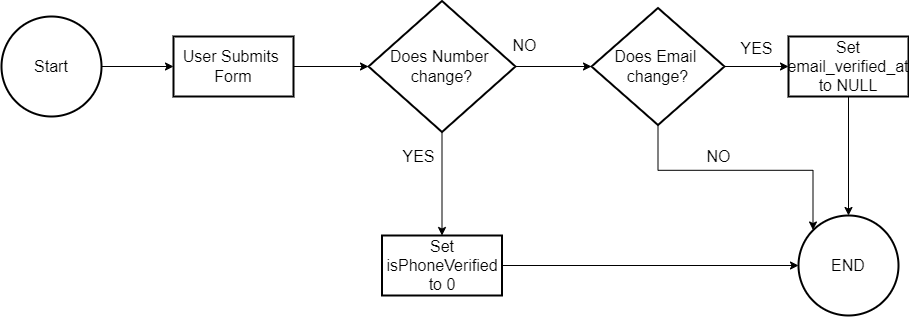 Start
User Submits
Form
Does Number
change?
NO
Does Email
change?
YES
Set
email_verified_at
to NULL
YES
NO
Set
isPhoneVerified
to 0
END